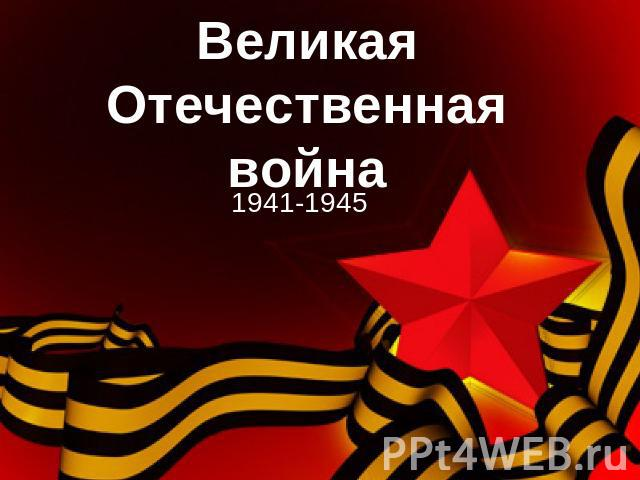 Великая
Отечественная
война
1941-1945
PPt4WEB.ru